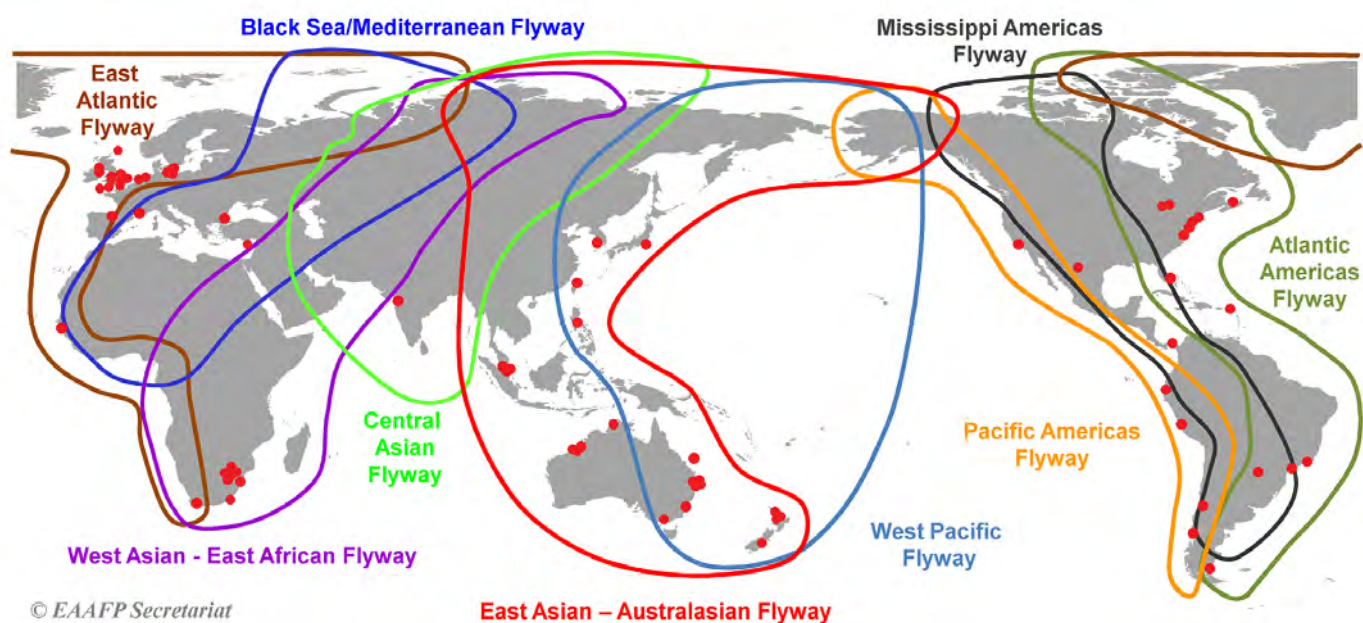 Black Sea/Mediterranean Flyway
Mississippi Americas
Flyway
East
Atlantic
Flyway
Atlantic
Americas
Flyway
Central
Asian
Flyway
Pacific Americas
Flyway
West Pacific
Flyway
West Asian - East African Flyway
© EAAFP Secretariat
East Asian – Australasian Flyway